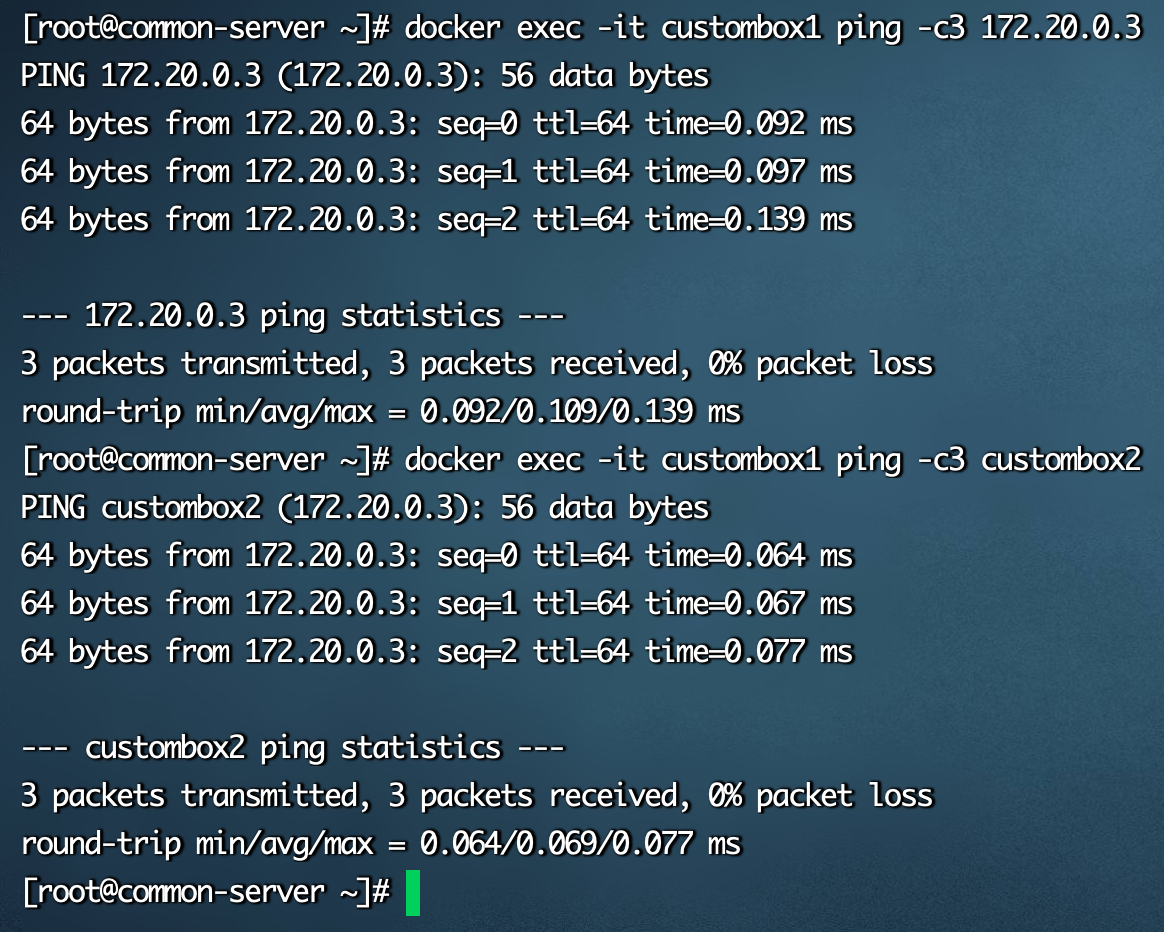 [root@common-server ~]# docker exec -it custombox1 ping -c3 172.20.0.3
PING 172.20.0.3 (172.20.0.3): 56 data bytes
64 bytes from 172.20.0.3: seq=0 ttl=64 time=0.092 ms
64 bytes from 172.20.0.3: seq=1 ttl=64 time=0.097 ms
64 bytes from 172.20.0.3: seq=2 ttl=64 time=0.139 ms

--- 172.20.0.3 ping statistics ---
3 packets transmitted, 3 packets received, 0% packet loss
round-trip min/avg/max = 0.092/0.109/0.139 ms
[root@common-server ~]# docker exec -it custombox1 ping -c3 custombox2
PING custombox2 (172.20.0.3): 56 data bytes
64 bytes from 172.20.0.3: seq=0 ttl=64 time=0.064 ms
64 bytes from 172.20.0.3: seq=1 ttl=64 time=0.067 ms
64 bytes from 172.20.0.3: seq=2 ttl=64 time=0.077 ms

--- custombox2 ping statistics ---
3 packets transmitted, 3 packets received, 0% packet loss
round-trip min/avg/max = 0.064/0.069/0.077 ms
[root@common-server ~]#